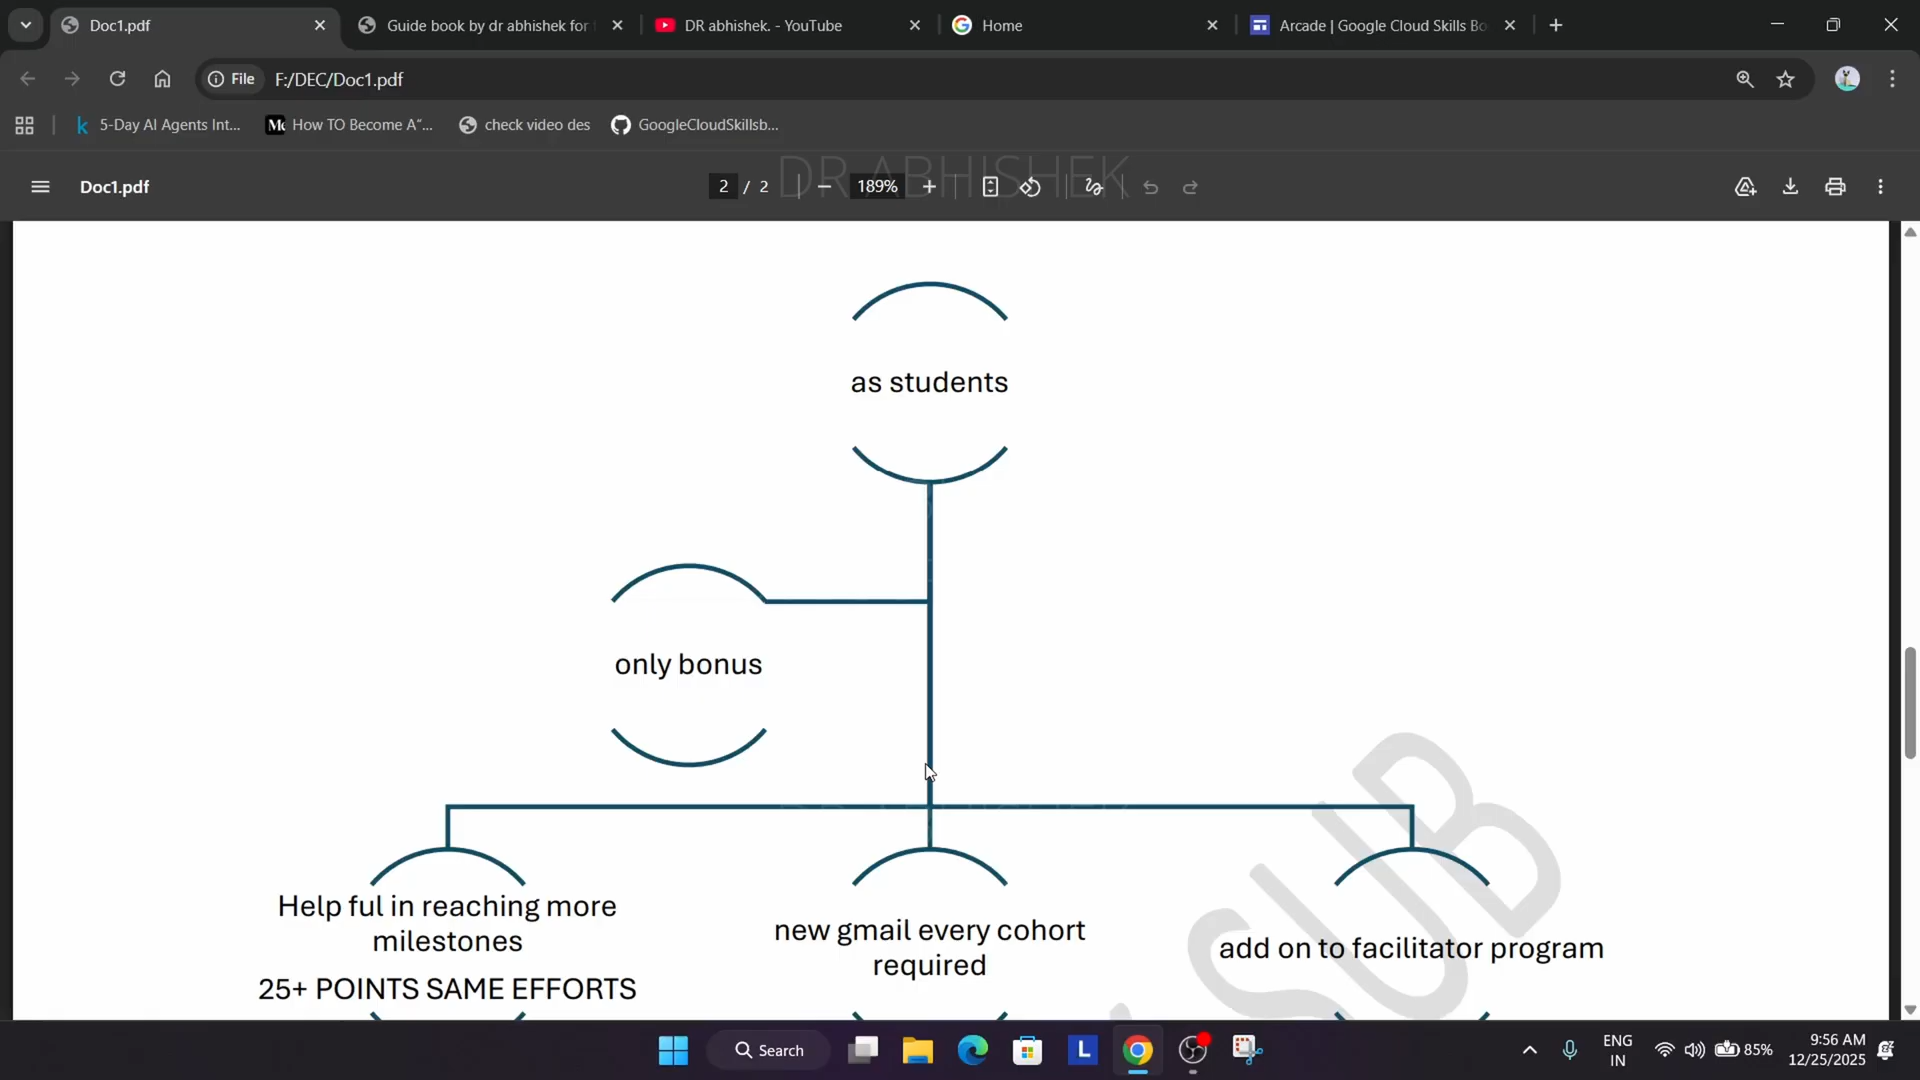 Doc1.pdf
Guide book by dr abhishek for
DR abhishek. - YouTube
Home
Arcade | Google Cloud Skills Bo
File
F:/DEC/Doc1.pdf
5-Day AI Agents Int...
How TO Become A“...
check video des
GoogleCloudSkillsb...
DR ABHISHEK
Doc1.pdf
2 / 2
189%
as students
only bonus
Help ful in reaching more
milestones
25+ POINTS SAME EFFORTS
new gmail every cohort
required
add on to facilitator program
SUB
Search
ENG
IN
85%
9:56 AM
12/25/2025